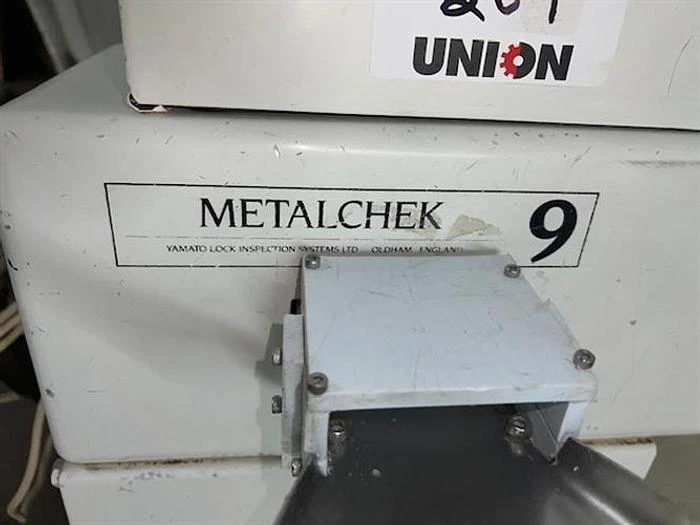 UNION
METALCHEK 9
YAMATO LOCK INSPECTION SYSTEMS LTD OLDHAM ENGLAND